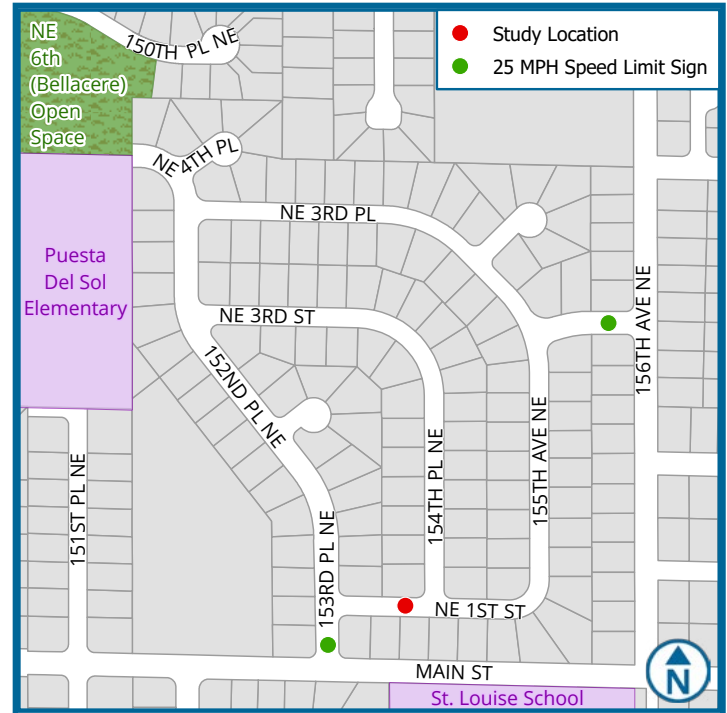 NE
6th
(Bellacere)
Open
Space
150TH PL NE
Study Location
25 MPH Speed Limit Sign
NE 4TH PL
NE 3RD PL
Puesta
Del Sol
Elementary
NE 3RD ST
156TH AVE NE
152ND PL NE
151ST PL NE
154TH PL NE
155TH AVE NE
153RD PL NE
NE 1ST ST
MAIN ST
St. Louise School
N